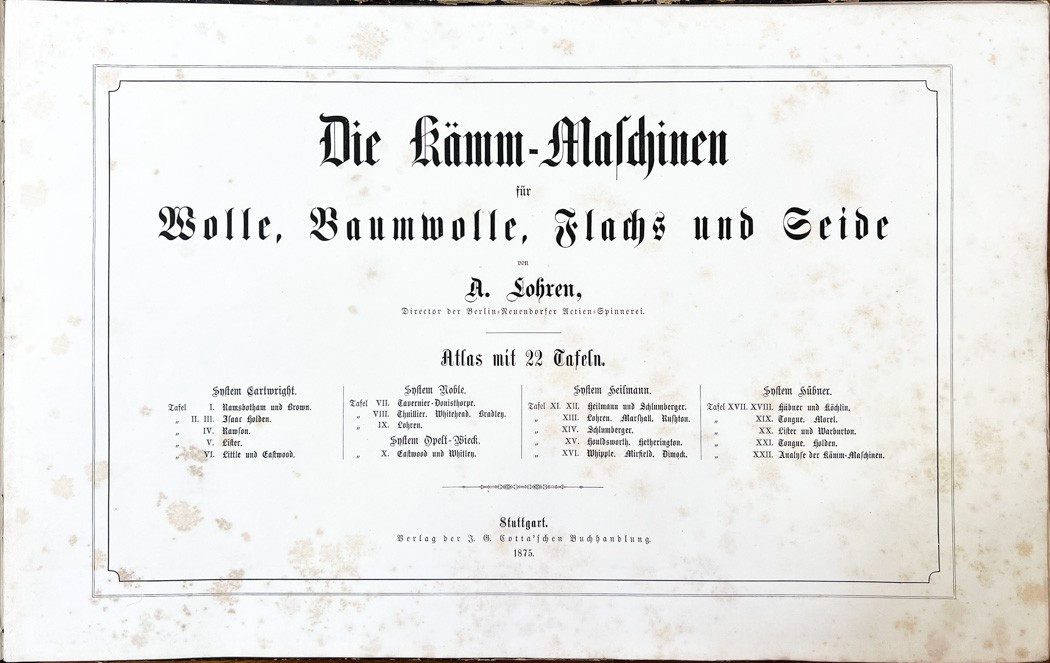 Die Kämm-Maſchinen
für
Wolle, Baumwolle, Flachs und Seide
von
A. Lohren,
Director der Berlin-Neuendorfer Actien-Spinnerei.
Atlas mit 22 Tafeln.
Syſtem Cartwright.
Tafel I. Ramsbotham und Brown.
„ II. III. Iſaac Holden.
„ IV. Rawſon.
„ V. Liſter.
„ VI. Little und Eaſtwood.
Syſtem Noble.
Tafel VII. Tavernier-Donisthorpe.
„ VIII. Thuillier. Whitehead. Bradley.
„ IX. Lohren.
Syſtem Opelt-Wieck.
„ X. Eaſtwood und Whitley.
Syſtem Heilmann.
Tafel XI. XII. Heilmann und Schlumberger.
„ XIII. Lohren. Marſhall. Ruſhton.
„ XIV. Schlumberger.
„ XV. Houldsworth. Hetherington.
„ XVI. Whipple. Mirfield. Dimock.
Syſtem Hübner.
Tafel XVII. XVIII. Hübner und Köchlin.
„ XIX. Tongue. Morel.
„ XX. Liſter und Warburton.
„ XXI. Tongue. Holden.
„ XXII. Analyſe der Kämm-Maſchinen.
Stuttgart.
Verlag der J. G. Cotta'ſchen Buchhandlung.
1875.